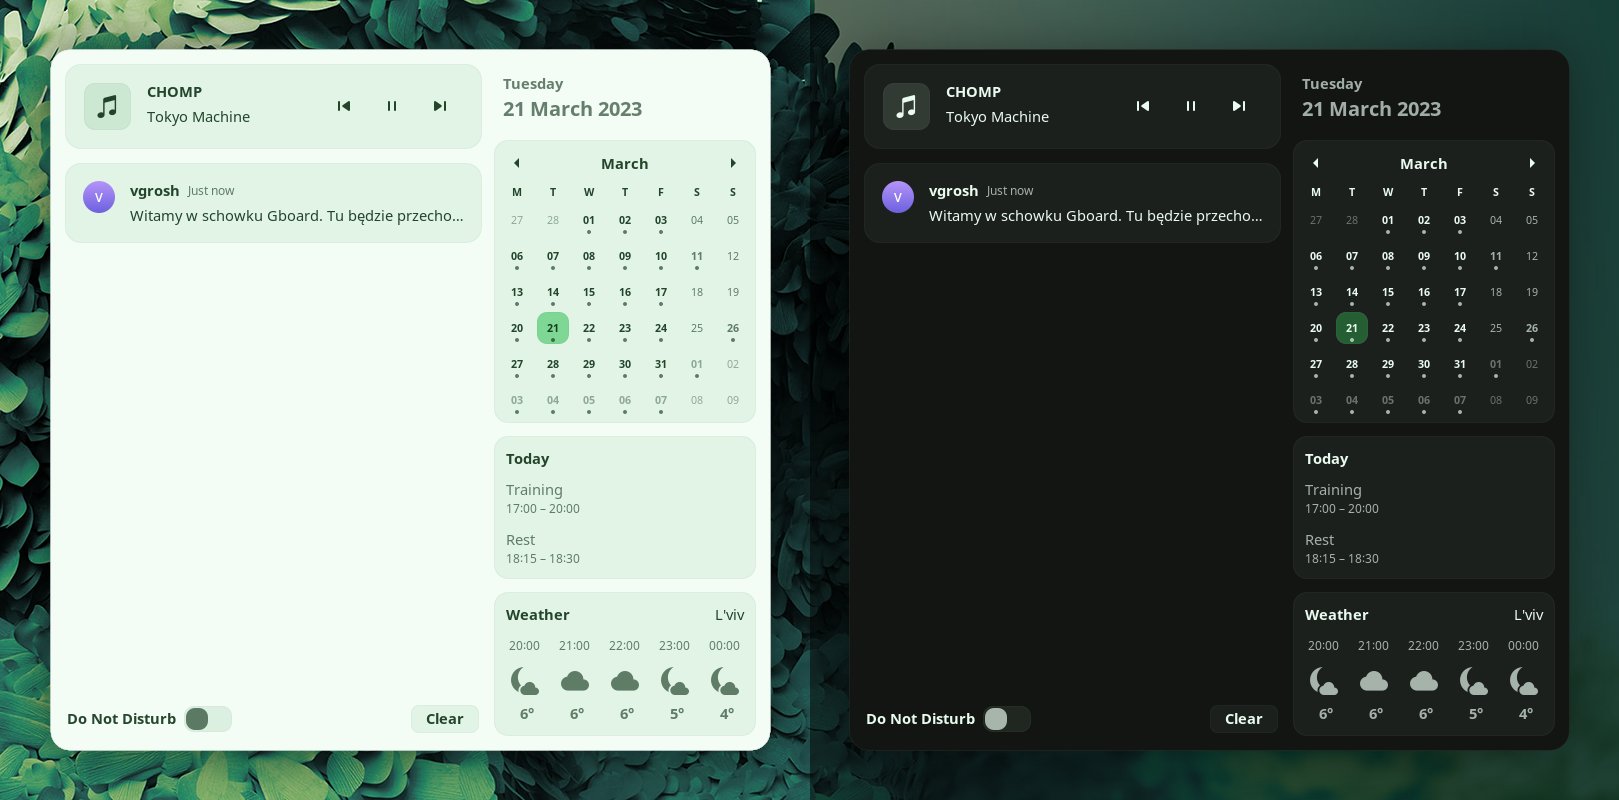 CHOMP
Tokyo Machine
V
vgrosh Just now
Witamy w schowku Gboard. Tu będzie przecho...
Do Not Disturb
Clear
Tuesday
21 March 2023
March
M T W T F S S
27 28 01 02 03 04 05
06 07 08 09 10 11 12
13 14 15 16 17 18 19
20 21 22 23 24 25 26
27 28 29 30 31 01 02
03 04 05 06 07 08 09
Today
Training
17:00 – 20:00
Rest
18:15 – 18:30
Weather L'viv
20:00 21:00 22:00 23:00 00:00
6° 6° 6° 5° 4°
CHOMP
Tokyo Machine
V
vgrosh Just now
Witamy w schowku Gboard. Tu będzie przecho...
Do Not Disturb
Clear
Tuesday
21 March 2023
March
M T W T F S S
27 28 01 02 03 04 05
06 07 08 09 10 11 12
13 14 15 16 17 18 19
20 21 22 23 24 25 26
27 28 29 30 31 01 02
03 04 05 06 07 08 09
Today
Training
17:00 – 20:00
Rest
18:15 – 18:30
Weather L'viv
20:00 21:00 22:00 23:00 00:00
6° 6° 6° 5° 4°